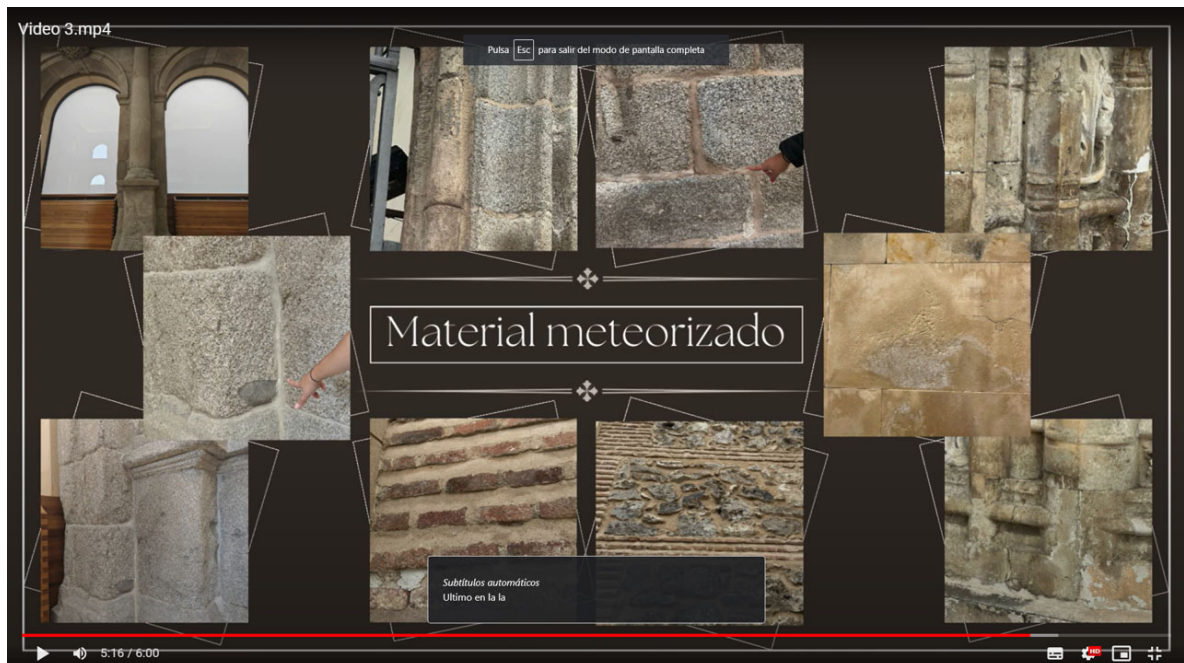 Video 3.mp4
Pulsa Esc para salir del modo de pantalla completa
Material meteorizado
Subtítulos automáticos
Ultimo en la la
5:16 / 6:00
HD